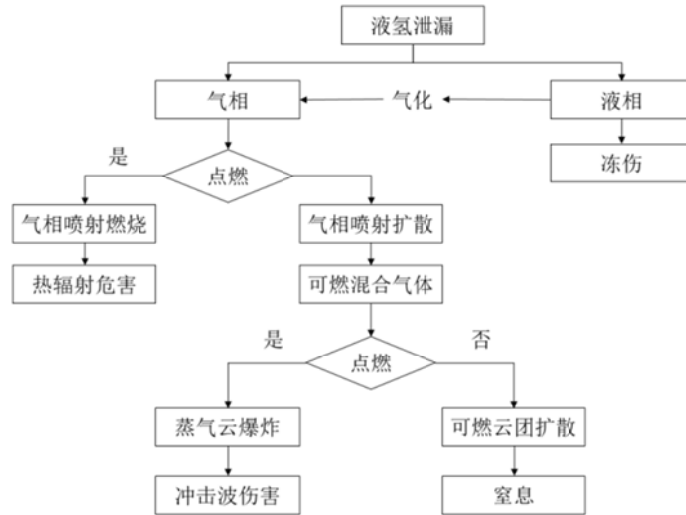 液氢泄漏
气相
气化
液相
冻伤
是
点燃
气相喷射燃烧
气相喷射扩散
热辐射危害
可燃混合气体
是
否
点燃
蒸气云爆炸
可燃云团扩散
冲击波伤害
窒息